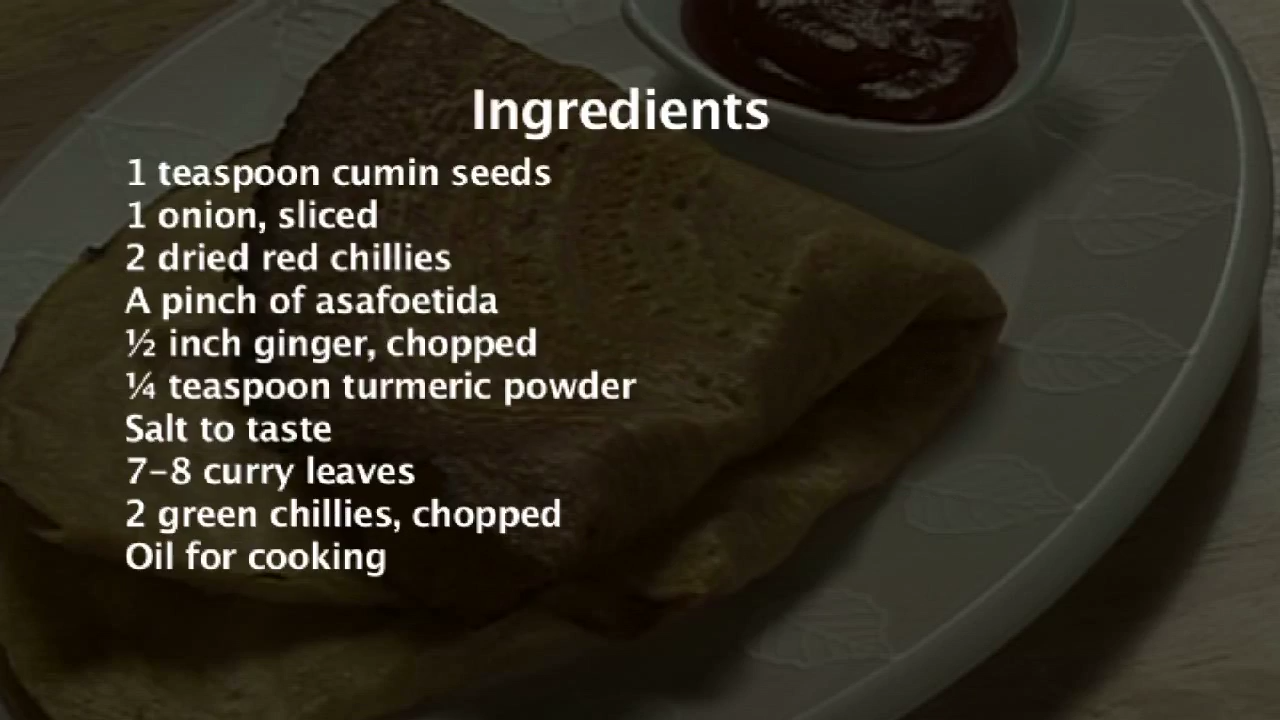 Ingredients
1 teaspoon cumin seeds
1 onion, sliced
2 dried red chillies
A pinch of asafoetida
½ inch ginger, chopped
¼ teaspoon turmeric powder
Salt to taste
7-8 curry leaves
2 green chillies, chopped
Oil for cooking